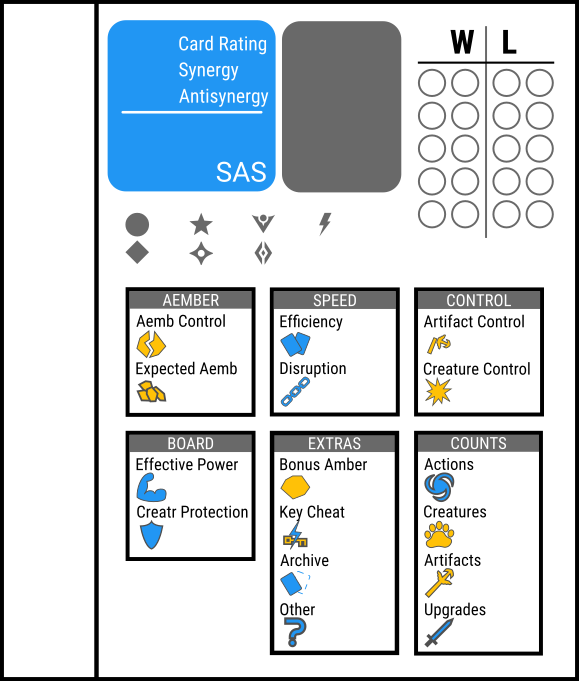 Card Rating
Synergy
Antisynergy
SAS
W L
AEMBER
Aemb Control
Expected Aemb
SPEED
Efficiency
Disruption
CONTROL
Artifact Control
Creature Control
BOARD
Effective Power
Creatr Protection
EXTRAS
Bonus Amber
Key Cheat
Archive
Other
COUNTS
Actions
Creatures
Artifacts
Upgrades